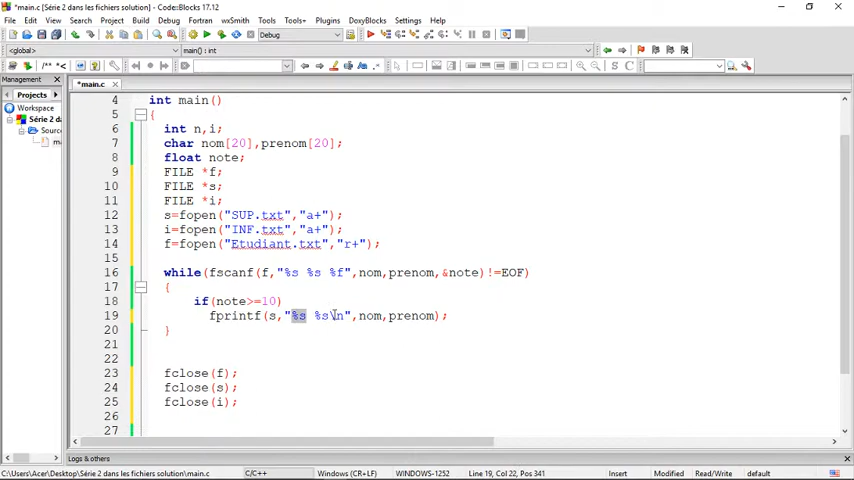 *main.c [Série 2 dans les fichiers solution] - Code::Blocks 17.12
File Edit View Search Project Build Debug Fortran wxSmith Tools Tools+ Plugins DoxyBlocks Settings Help
Debug
<global> main() : int
Management
Projects
Workspace
Série 2 d
Sourc
ma
*main.c
4 int main()
5 {
6 int n,i;
7 char nom[20],prenom[20];
8 float note;
9 FILE *f;
10 FILE *s;
11 FILE *i;
12 s=fopen("SUP.txt","a+");
13 i=fopen("INF.txt","a+");
14 f=fopen("Etudiant.txt","r+");
15
16 while(fscanf(f,"%s %s %f",nom,prenom,&note)!=EOF)
17 {
18 if(note>=10)
19 fprintf(s,"%s %s\n",nom,prenom);
20 }
21
22
23 fclose(f);
24 fclose(s);
25 fclose(i);
26
27
Logs & others
C:\Users\Acer\Desktop\Série 2 dans les fichiers solution\main.c C/C++ Windows (CR+LF) WINDOWS-1252 Line 19, Col 22, Pos 341 Insert Modified Read/Write default